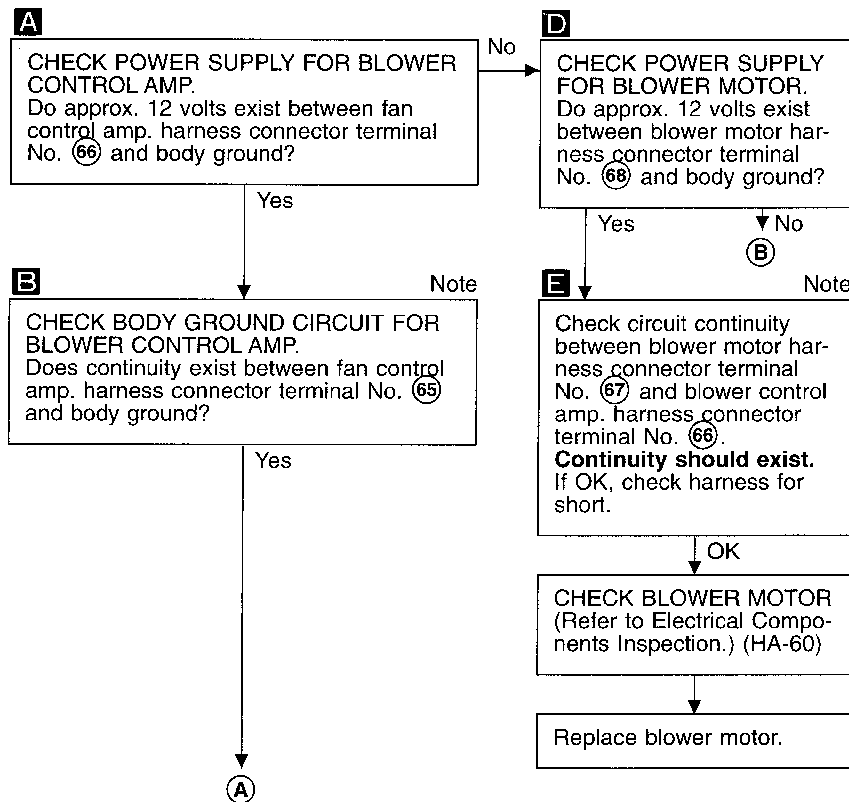 A
CHECK POWER SUPPLY FOR BLOWER
CONTROL AMP.
Do approx. 12 volts exist between fan
control amp. harness connector terminal
No. 66 and body ground?
No
Yes
B
Note
CHECK BODY GROUND CIRCUIT FOR
BLOWER CONTROL AMP.
Does continuity exist between fan control
amp. harness connector terminal No. 65
and body ground?
Yes
A
D
CHECK POWER SUPPLY
FOR BLOWER MOTOR.
Do approx. 12 volts exist
between blower motor har-
ness connector terminal
No. 68 and body ground?
Yes
No
B
E
Note
Check circuit continuity
between blower motor har-
ness connector terminal
No. 67 and blower control
amp. harness connector
terminal No. 66.
Continuity should exist.
If OK, check harness for
short.
OK
CHECK BLOWER MOTOR
(Refer to Electrical Compo-
nents Inspection.) (HA-60)
Replace blower motor.